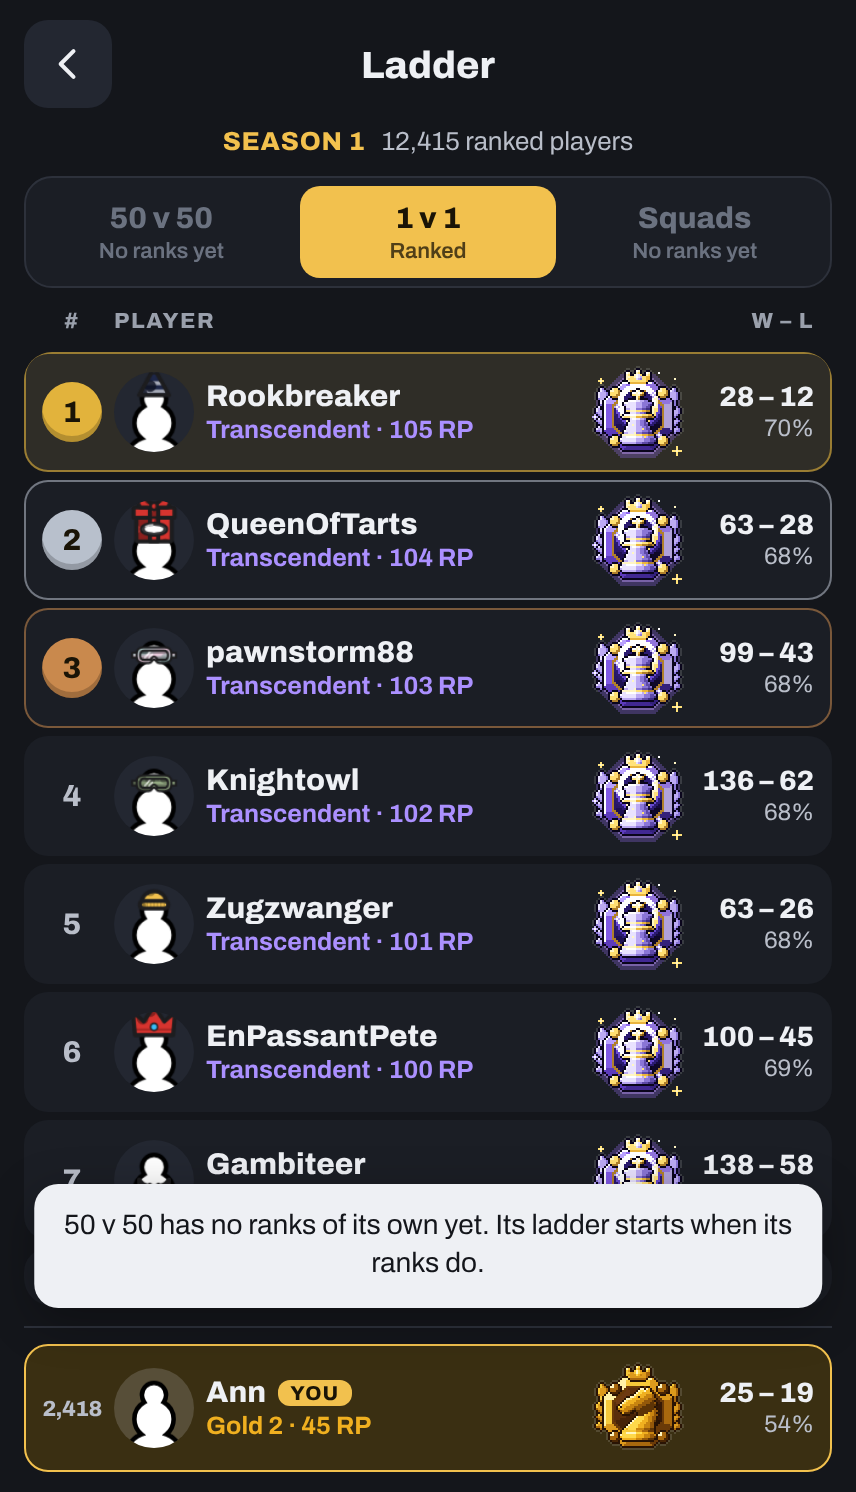 Ladder
SEASON 1 12,415 ranked players
50 v 50
No ranks yet
1 v 1
Ranked
Squads
No ranks yet
# PLAYER W – L
1 Rookbreaker 28 – 12
Transcendent · 105 RP 70%
2 QueenOfTarts 63 – 28
Transcendent · 104 RP 68%
3 pawnstorm88 99 – 43
Transcendent · 103 RP 68%
4 Knightowl 136 – 62
Transcendent · 102 RP 68%
5 Zugzwanger 63 – 26
Transcendent · 101 RP 68%
6 EnPassantPete 100 – 45
Transcendent · 100 RP 69%
7 Gambiteer 138 – 58
50 v 50 has no ranks of its own yet. Its ladder starts when its
ranks do.
2,418 Ann YOU 25 – 19
Gold 2 · 45 RP 54%